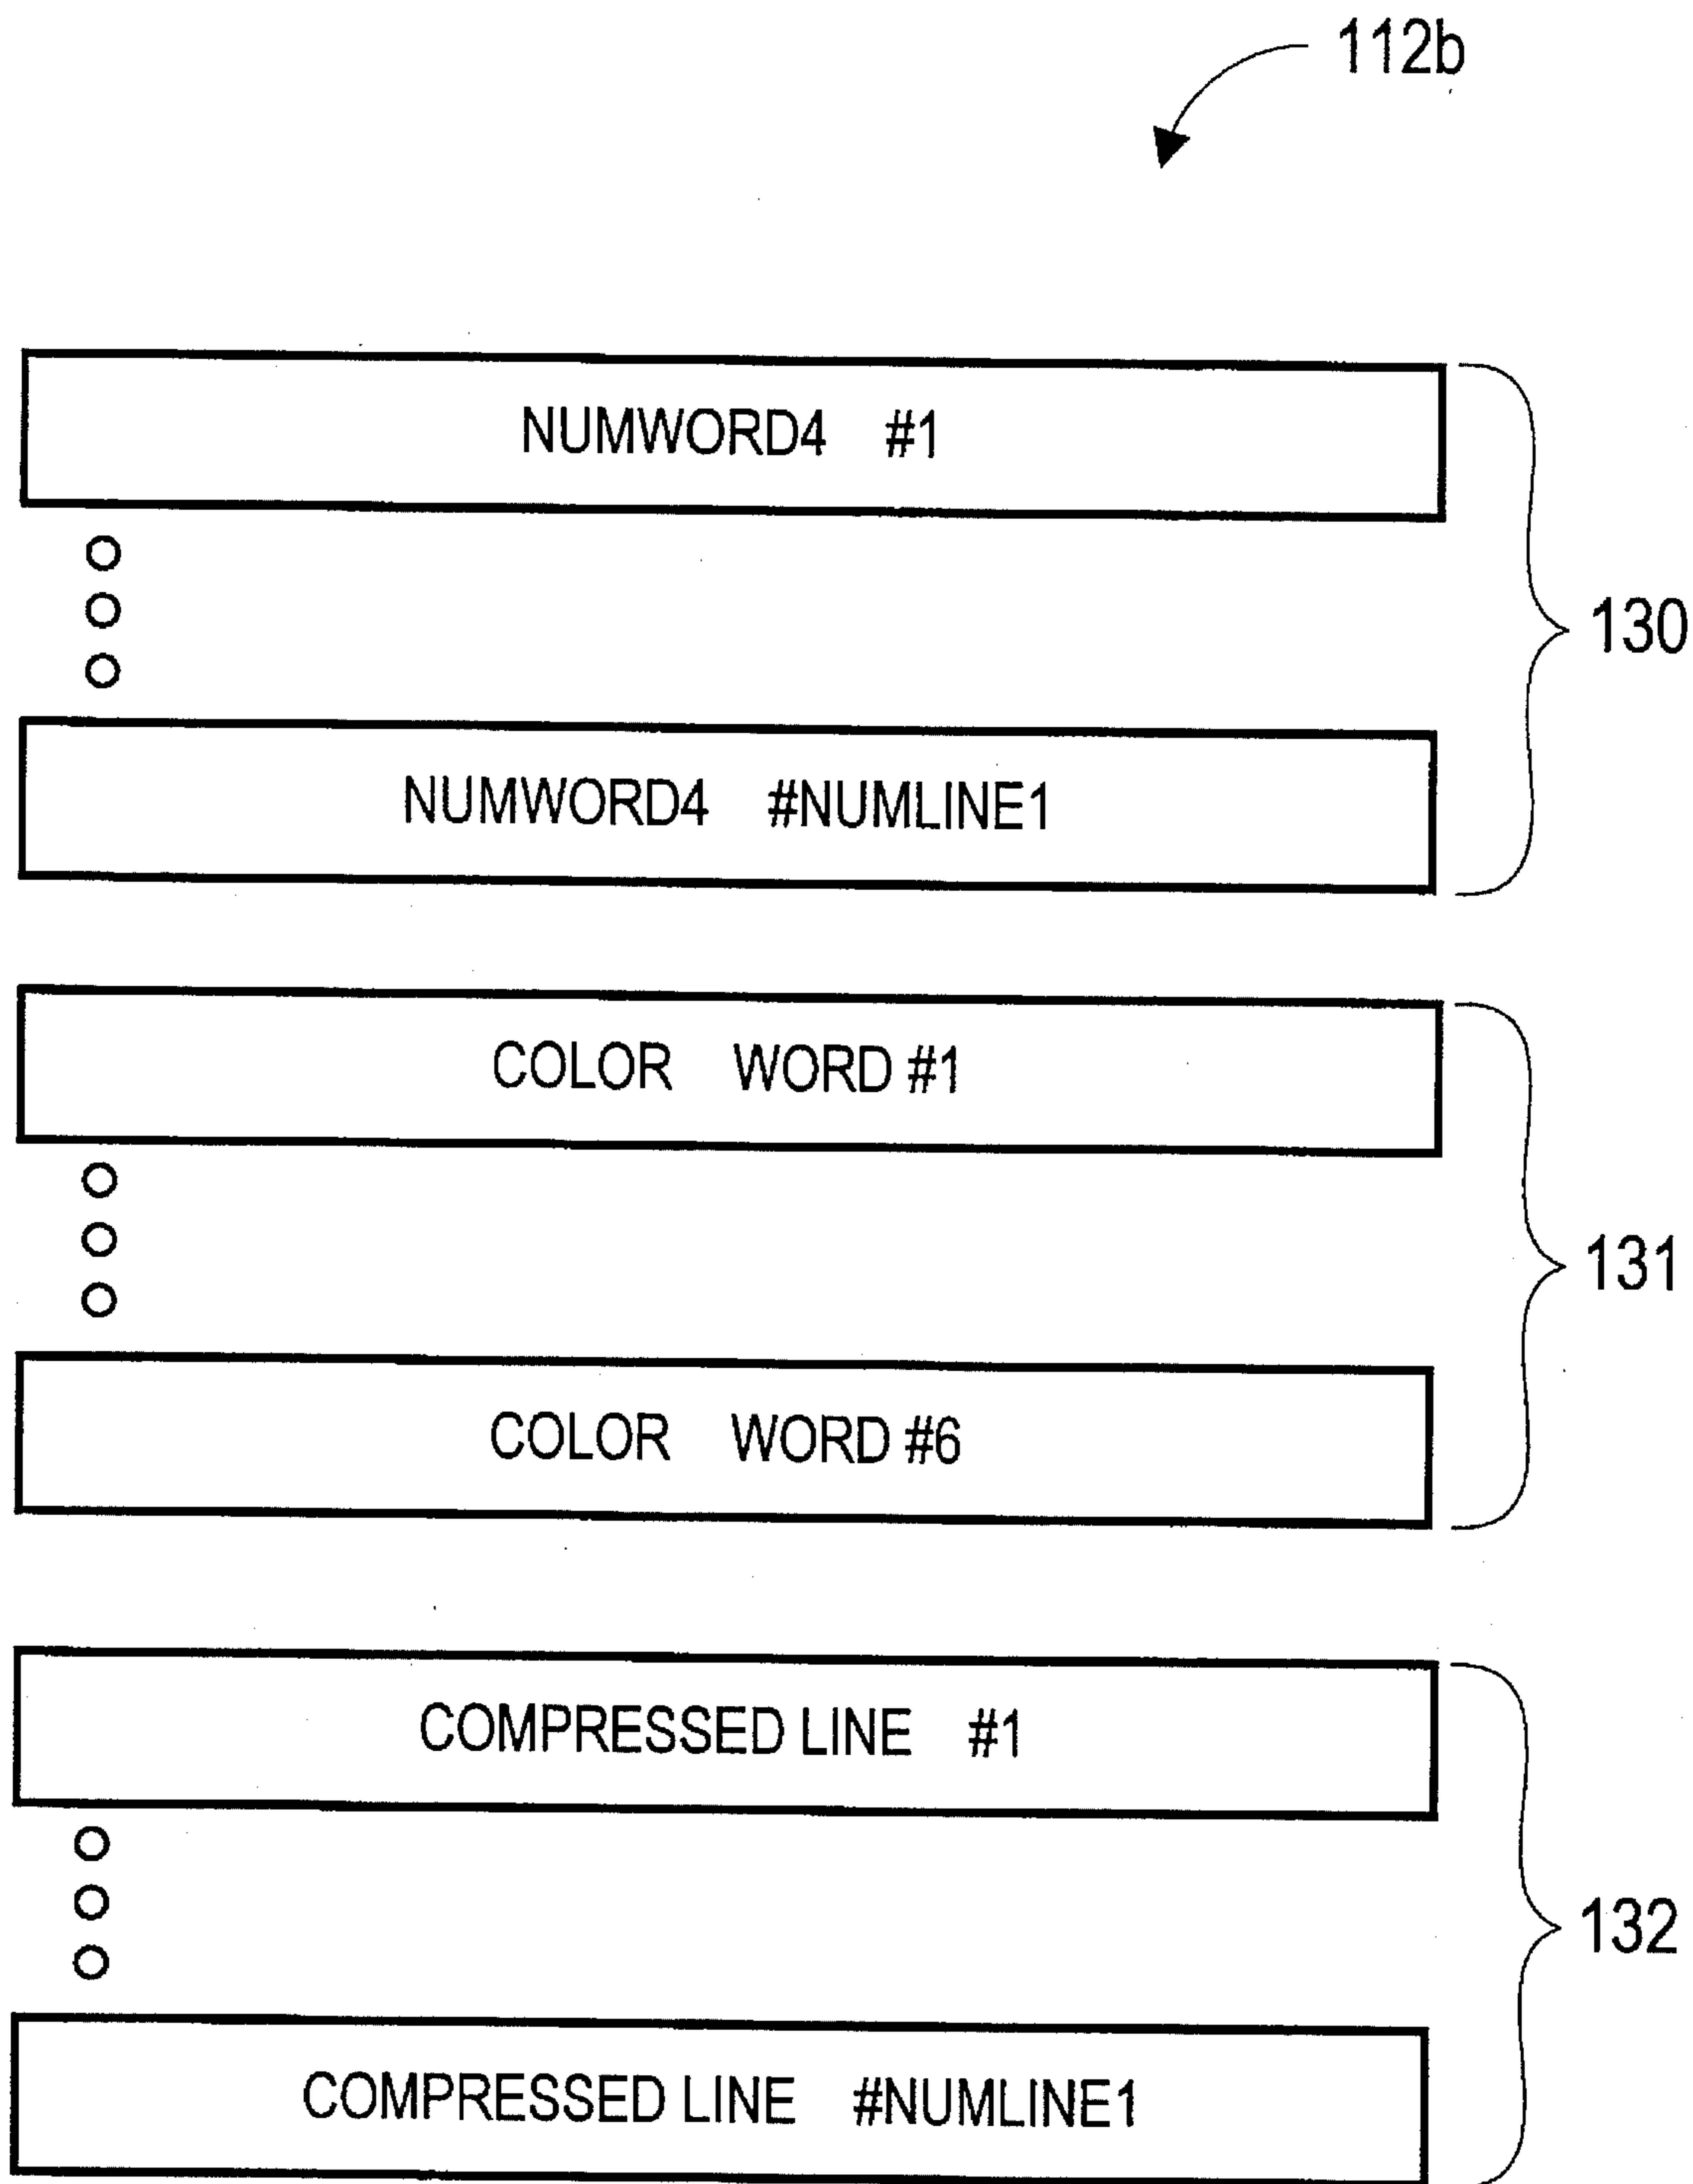 112b
NUMWORD4 #1
130
NUMWORD4 #NUMLINE1
COLOR WORD #1
131
COLOR WORD #6
COMPRESSED LINE #1
132
COMPRESSED LINE #NUMLINE1